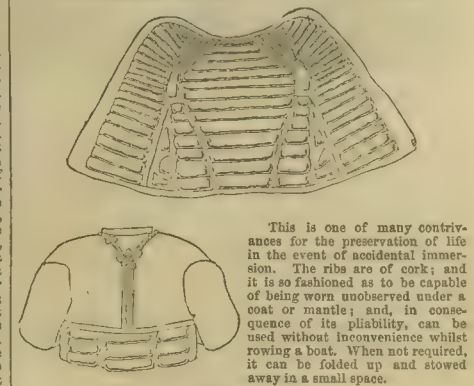 This is one of many contriv-
ances for the preservation of life
in the event of accidental immer-
sion. The ribs are of cork; and
it is so fashioned as to be capable
of being worn unobserved under a
coat or mantle; and, in conse-
quence of its pliability, can be
used without inconvenience whilst
rowing a boat. When not required,
it can be folded up and stowed
away in a small space.